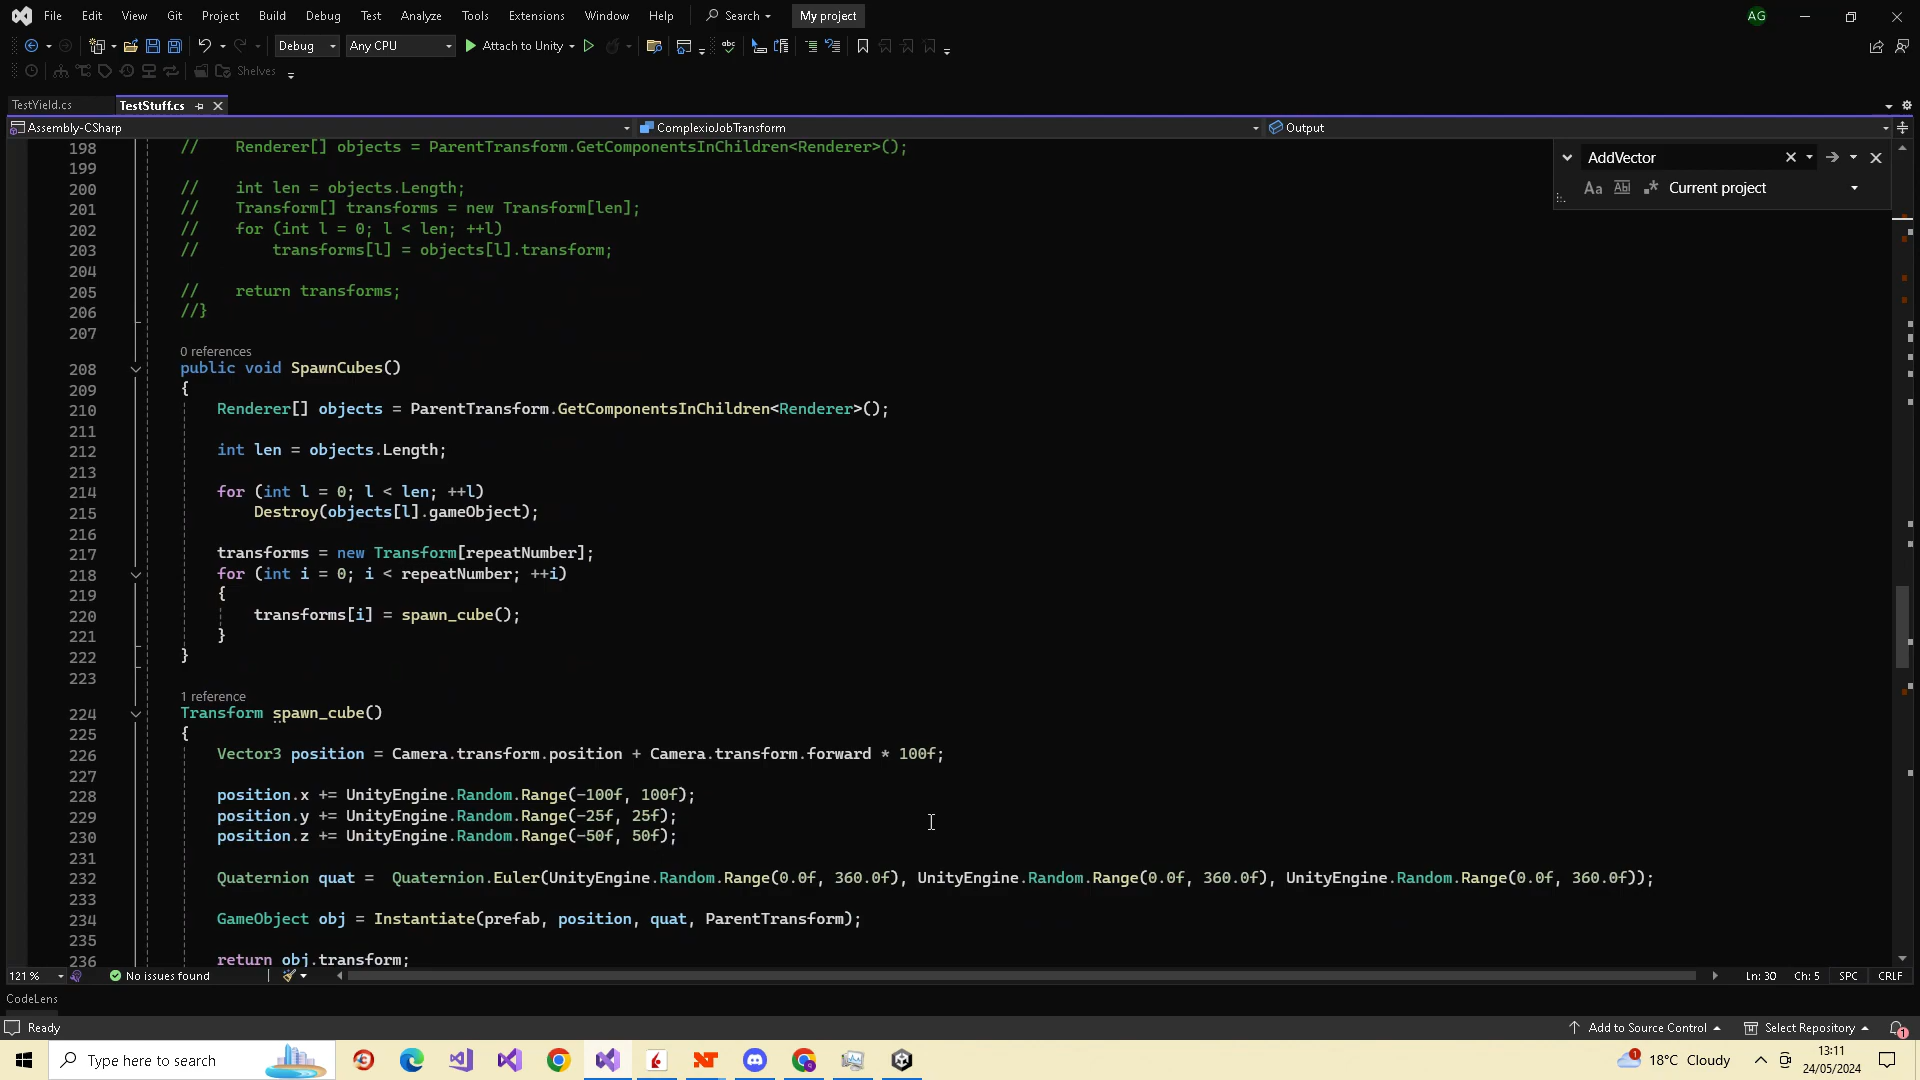 File Edit View Git Project Build Debug Test Analyze Tools Extensions Window Help Search My project AG
Debug Any CPU Attach to Unity abc
Shelves
TestYield.cs TestStuff.cs
Assembly-CSharp ComplexioJobTransform Output
AddVector
Aa Ab Current project
198 // Renderer[] objects = ParentTransform.GetComponentsInChildren<Renderer>();
199
200 // int len = objects.Length;
201 // Transform[] transforms = new Transform[len];
202 // for (int l = 0; l < len; ++l)
203 // transforms[l] = objects[l].transform;
204
205 // return transforms;
206 //}
207
0 references
208 public void SpawnCubes()
209 {
210 Renderer[] objects = ParentTransform.GetComponentsInChildren<Renderer>();
211
212 int len = objects.Length;
213
214 for (int l = 0; l < len; ++l)
215 Destroy(objects[l].gameObject);
216
217 transforms = new Transform[repeatNumber];
218 for (int i = 0; i < repeatNumber; ++i)
219 {
220 transforms[i] = spawn_cube();
221 }
222 }
223
1 reference
224 Transform spawn_cube()
225 {
226 Vector3 position = Camera.transform.position + Camera.transform.forward * 100f;
227
228 position.x += UnityEngine.Random.Range(-100f, 100f);
229 position.y += UnityEngine.Random.Range(-25f, 25f);
230 position.z += UnityEngine.Random.Range(-50f, 50f);
231
232 Quaternion quat = Quaternion.Euler(UnityEngine.Random.Range(0.0f, 360.0f), UnityEngine.Random.Range(0.0f, 360.0f), UnityEngine.Random.Range(0.0f, 360.0f));
233
234 GameObject obj = Instantiate(prefab, position, quat, ParentTransform);
235
236 return obj.transform;
121 % No issues found Ln: 30 Ch: 5 SPC CRLF
CodeLens
Ready Add to Source Control Select Repository 1
Type here to search NT 1 18°C Cloudy 13:11
24/05/2024